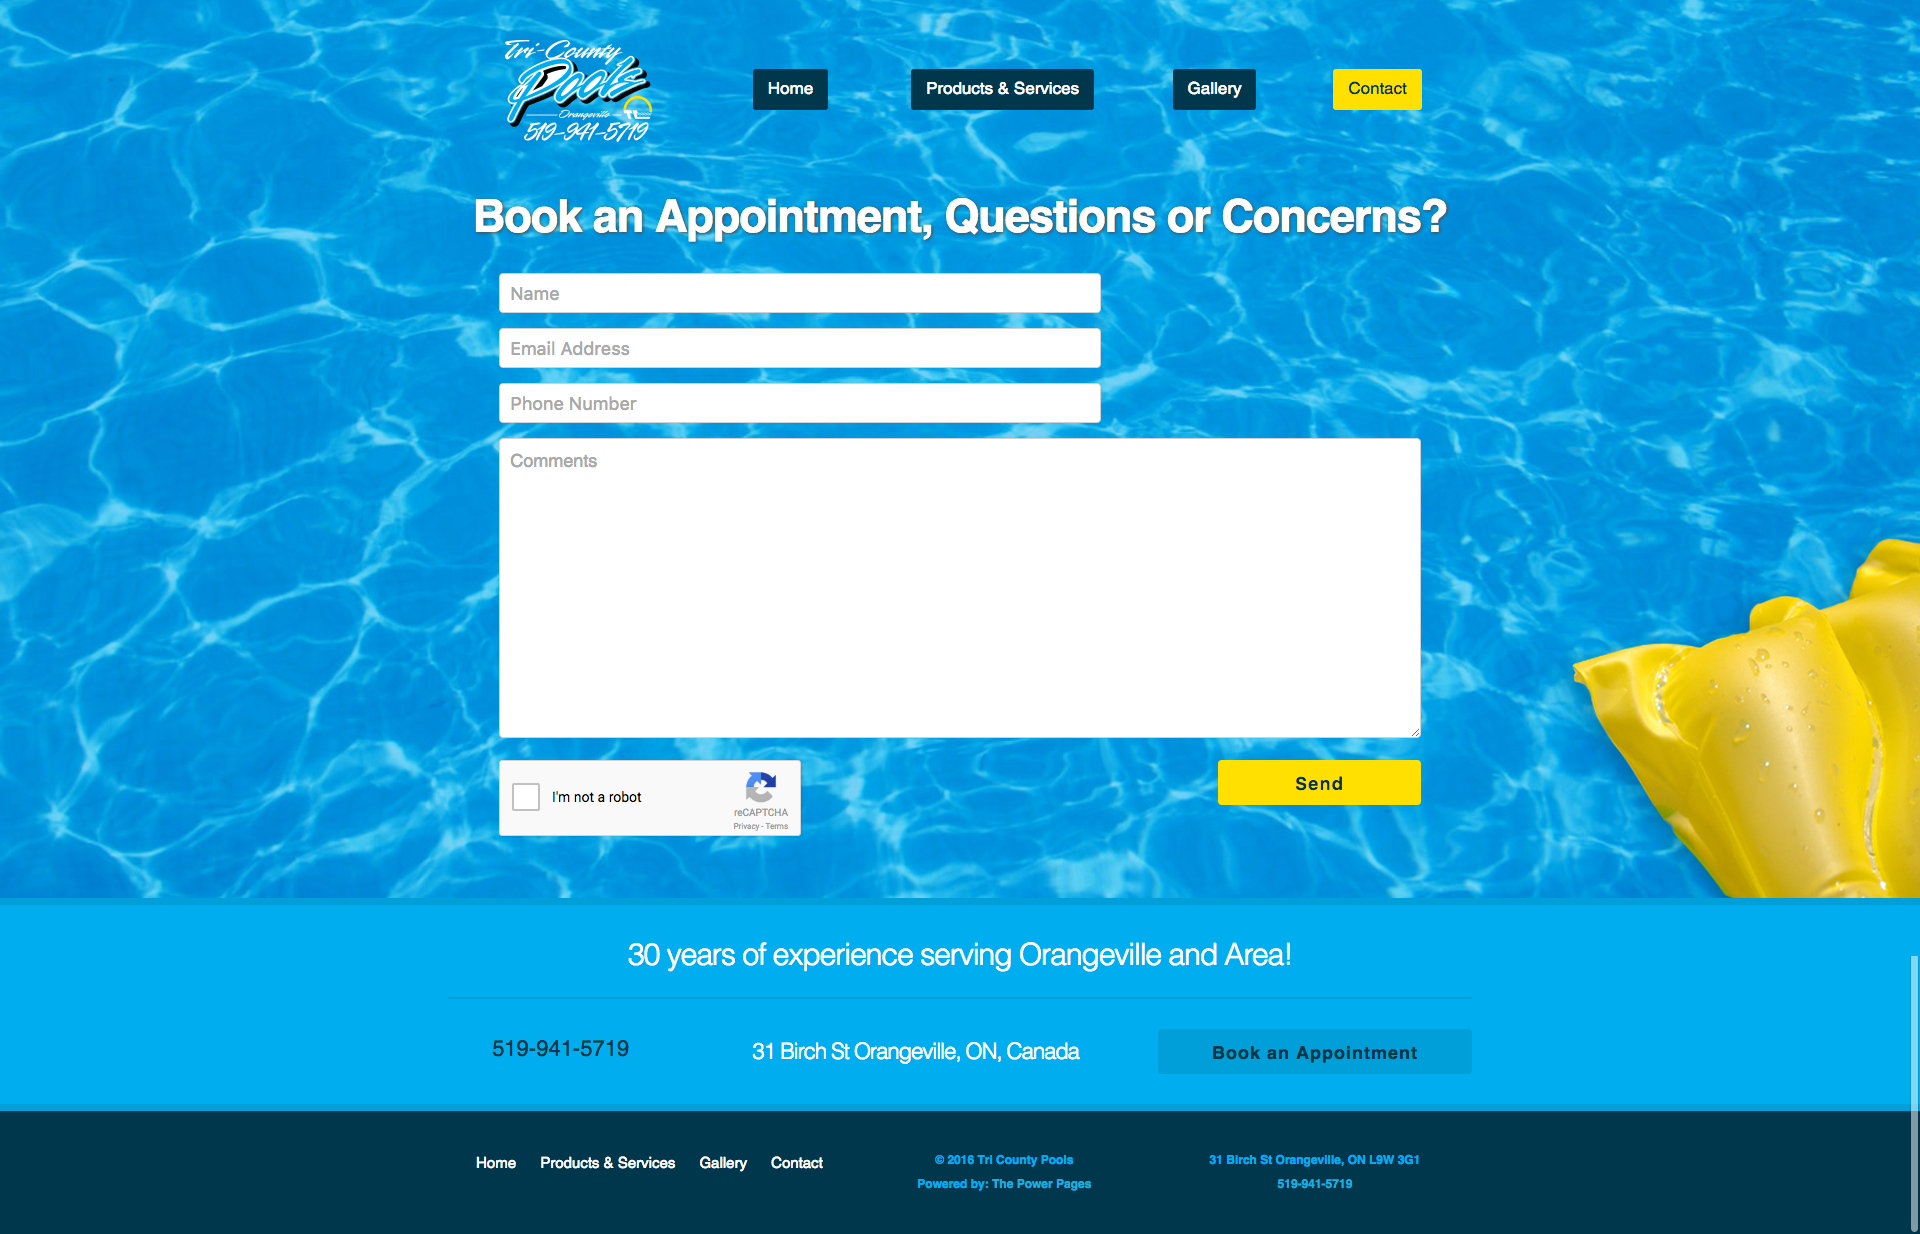 Tri-County
Pools
Orangeville
519-941-5719
Home
Products & Services
Gallery
Contact
Book an Appointment, Questions or Concerns?
Name
Email Address
Phone Number
Comments
I'm not a robot
reCAPTCHA
Privacy - Terms
Send
30 years of experience serving Orangeville and Area!
519-941-5719
31 Birch St Orangeville, ON, Canada
Book an Appointment
Home
Products & Services
Gallery
Contact
© 2016 Tri County Pools
Powered by: The Power Pages
31 Birch St Orangeville, ON L9W 3G1
519-941-5719